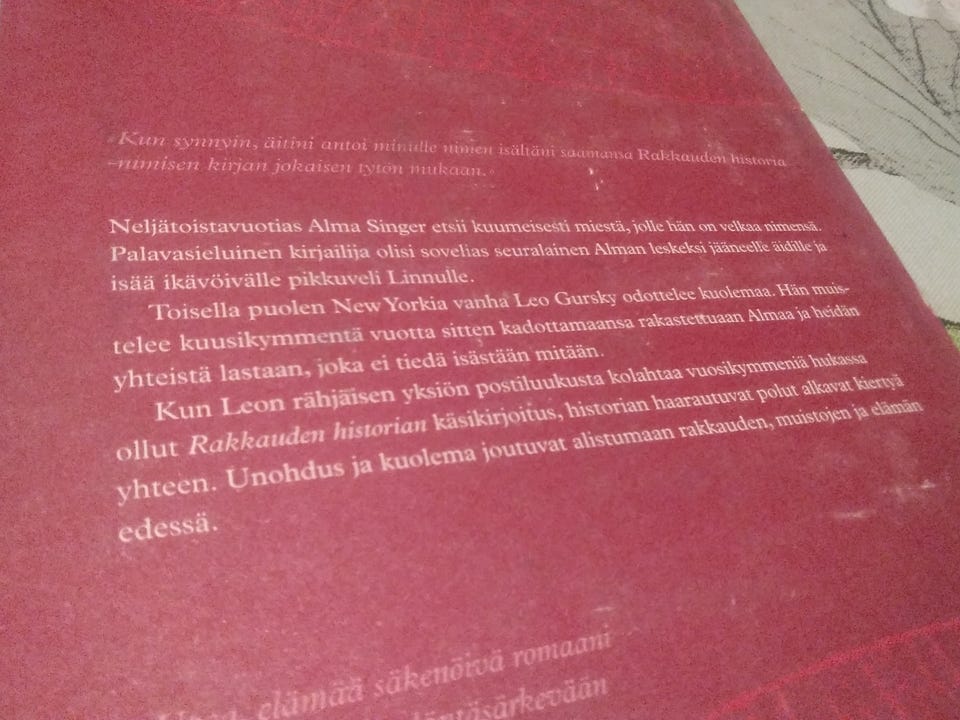 »Kun synnyin, äitini antoi minulle nimen isältäni saamansa Rakkauden historia
-nimisen kirjan jokaisen tytön mukaan.»
Neljätoistavuotias Alma Singer etsii kuumeisesti miestä, jolle hän on velkaa nimensä.
Palavasieluinen kirjailija olisi sovelias seuralainen Alman leskeksi jääneelle äidille ja
isää ikävöivälle pikkuveli Linnulle.
Toisella puolen New Yorkia vanha Leo Gursky odottelee kuolemaa. Hän muis-
telee kuusikymmentä vuotta sitten kadottamaansa rakastettuaan Almaa ja heidän
yhteistä lastaan, joka ei tiedä isästään mitään.
Kun Leon rähjäisen yksiön postiluukusta kolahtaa vuosikymmeniä hukassa
ollut Rakkauden historian käsikirjoitus, historian haarautuvat polut alkavat kiertyä
yhteen. Unohdus ja kuolema joutuvat alistumaan rakkauden, muistojen ja elämän
edessä.
elämää säkenöivä romaani